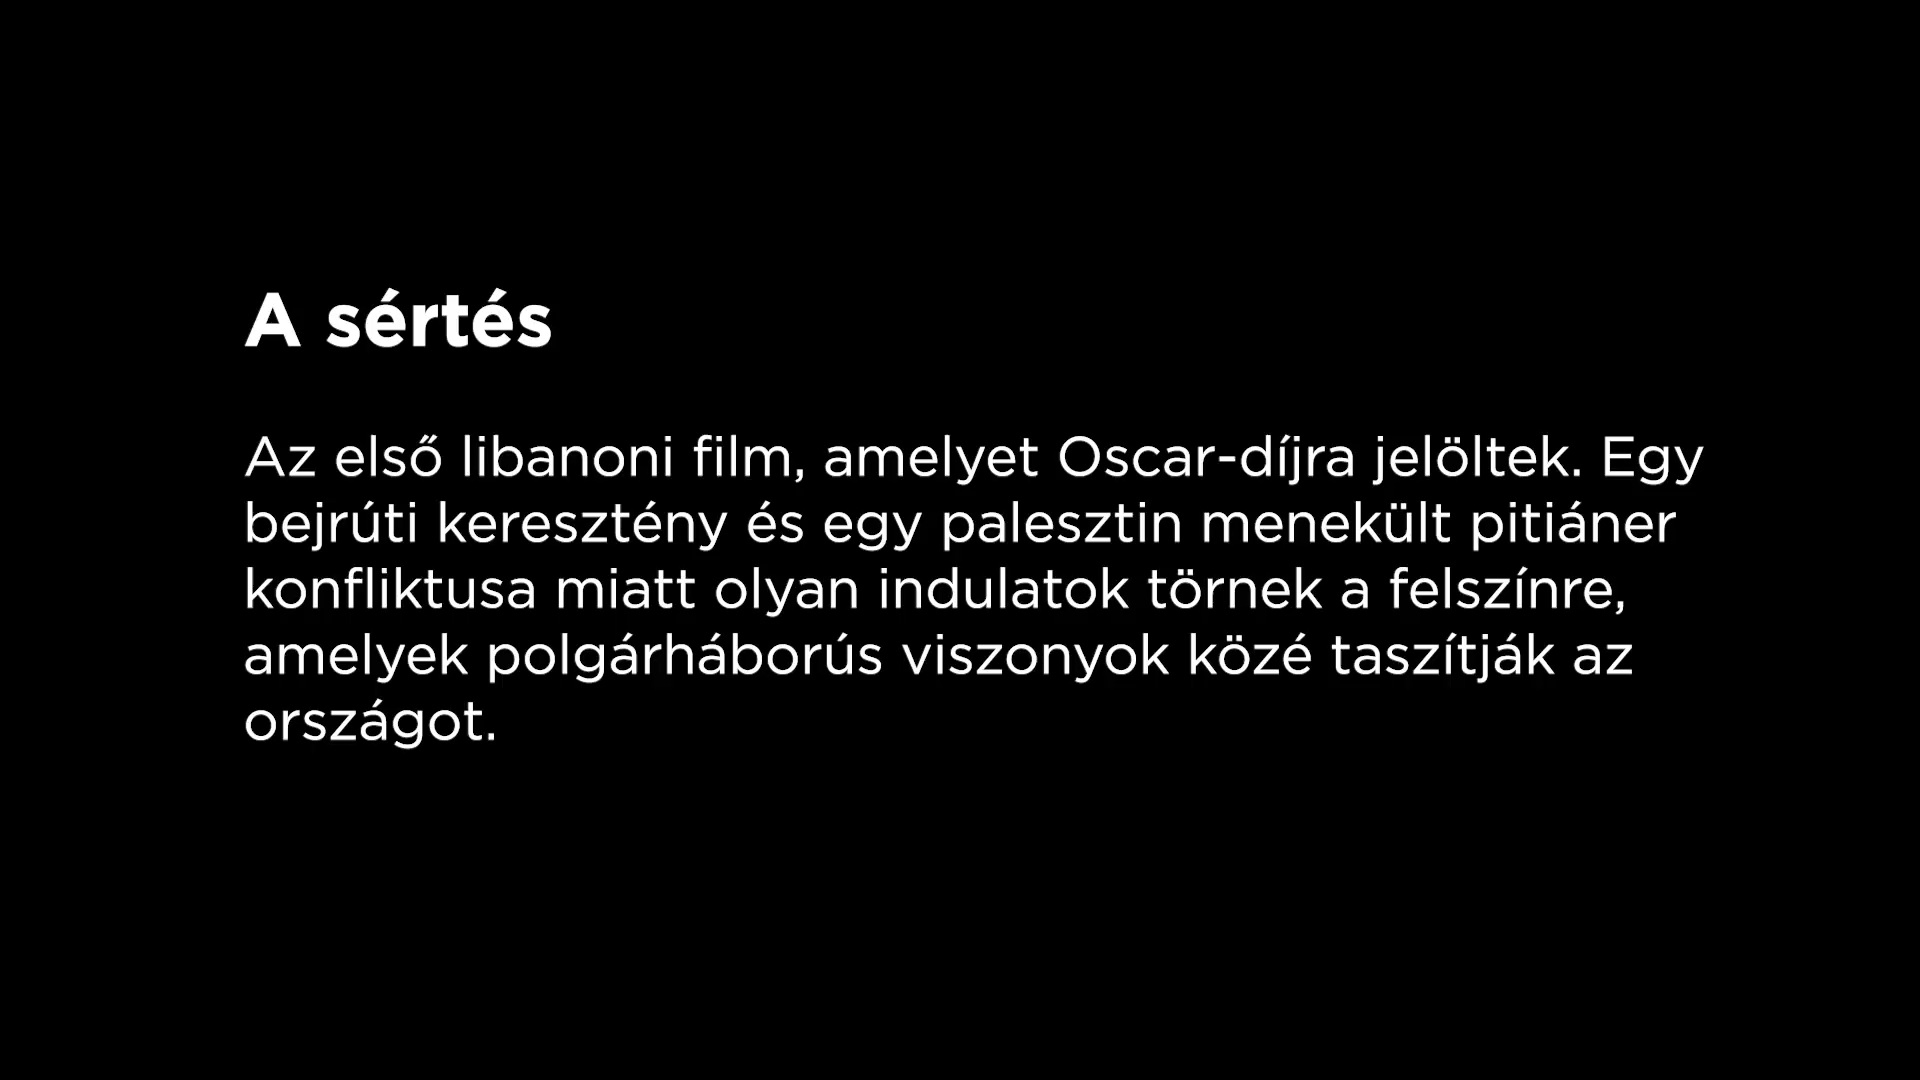 A sértés
Az első libanoni film, amelyet Oscar-díjra jelöltek. Egy
bejrúti keresztény és egy palesztin menekült pitiáner
konfliktusa miatt olyan indulatok törnek a felszínre,
amelyek polgárháborús viszonyok közé taszítják az
országot.